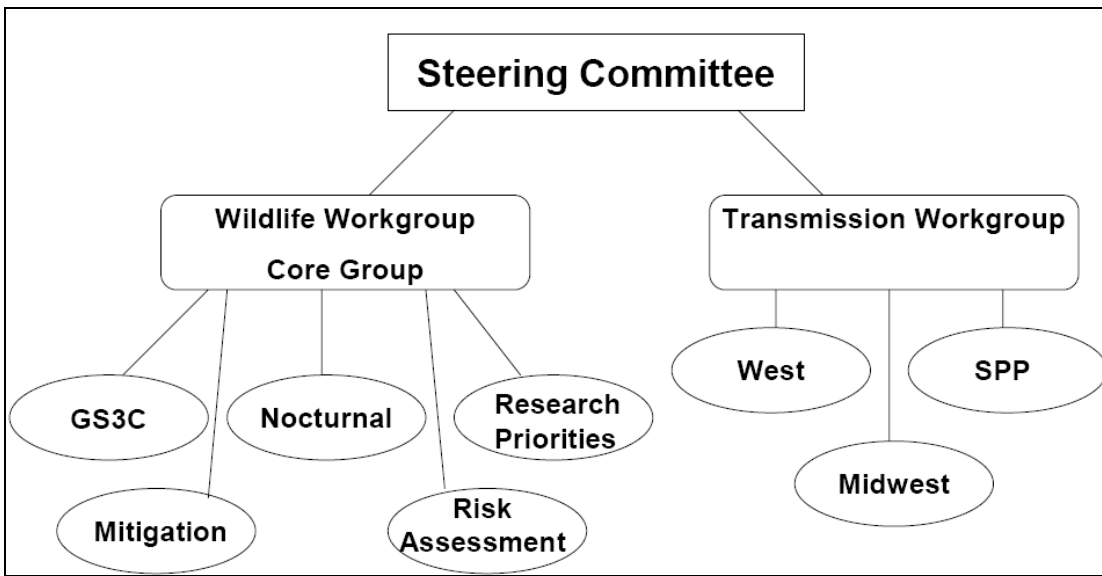 Steering Committee
Wildlife Workgroup
Core Group
Transmission Workgroup
GS3C
Nocturnal
Research
Priorities
West
SPP
Mitigation
Risk
Assessment
Midwest